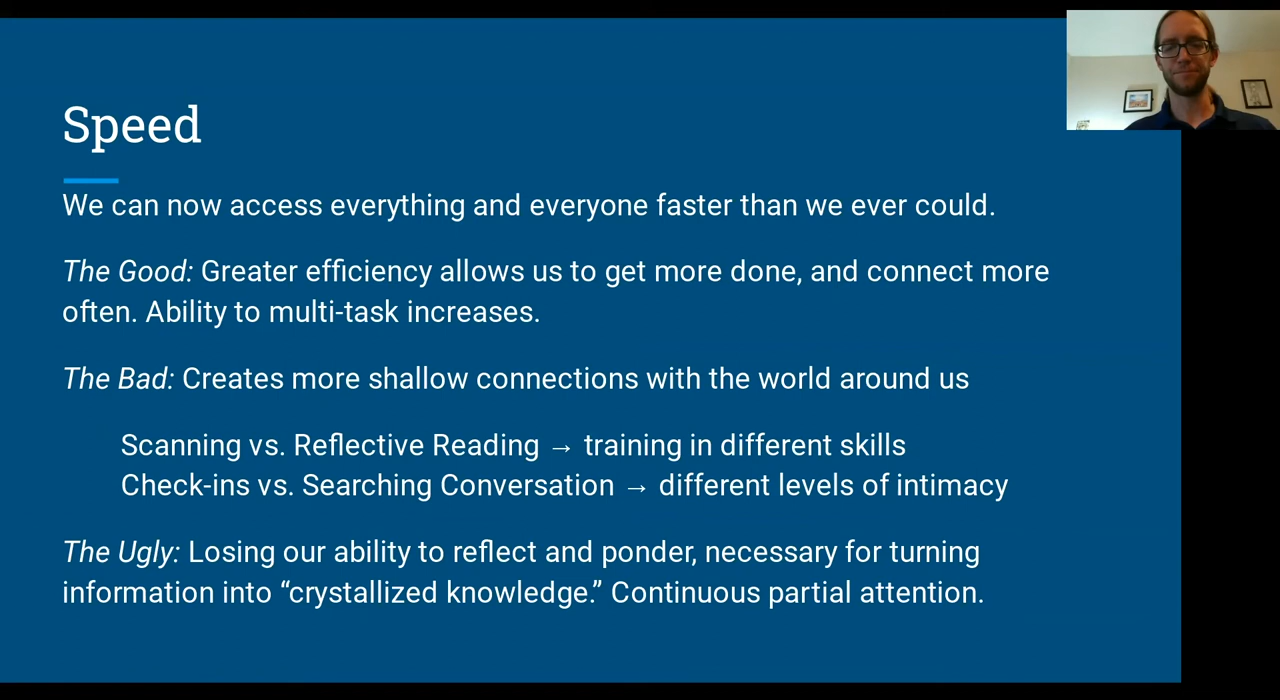 Speed
We can now access everything and everyone faster than we ever could.
The Good: Greater efficiency allows us to get more done, and connect more
often. Ability to multi-task increases.
The Bad: Creates more shallow connections with the world around us
Scanning vs. Reflective Reading → training in different skills
Check-ins vs. Searching Conversation → different levels of intimacy
The Ugly: Losing our ability to reflect and ponder, necessary for turning
information into “crystallized knowledge.” Continuous partial attention.